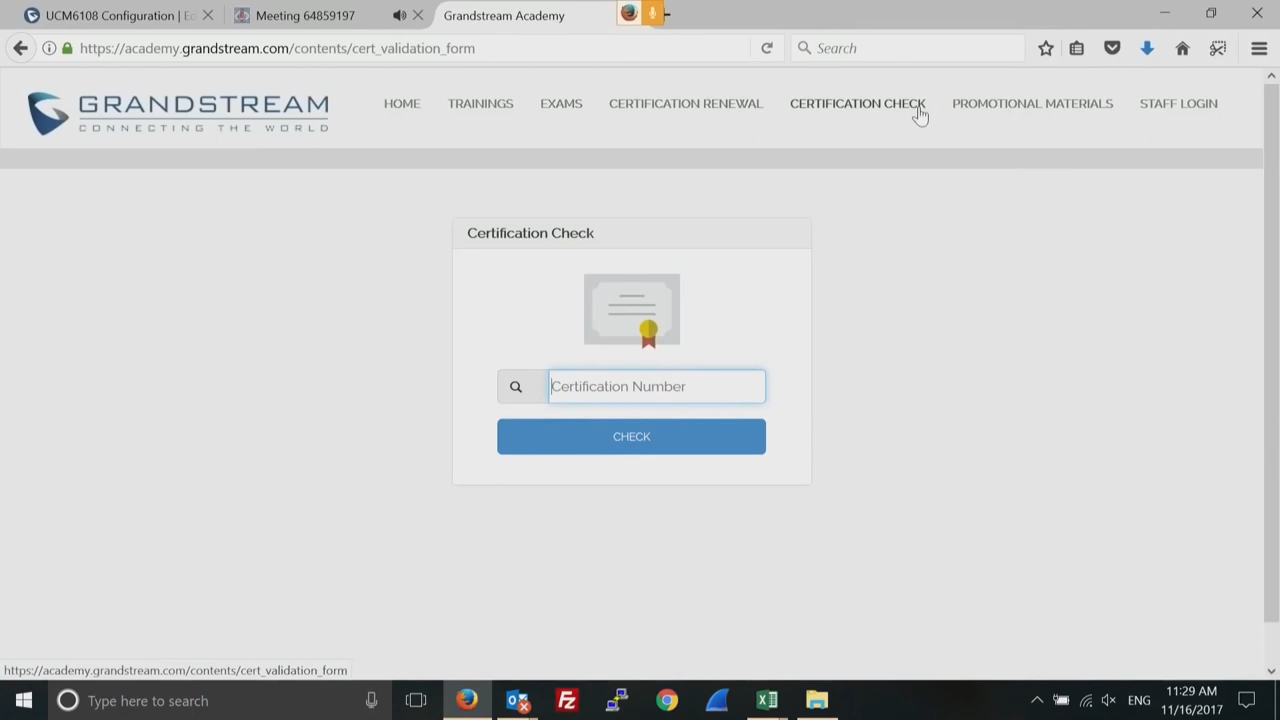 UCM6108 Configuration | Ed
Meeting 64859197
Grandstream Academy
https://academy.grandstream.com/contents/cert_validation_form
Search
GRANDSTREAM
CONNECTING THE WORLD
HOME
TRAININGS
EXAMS
CERTIFICATION RENEWAL
CERTIFICATION CHECK
PROMOTIONAL MATERIALS
STAFF LOGIN
Certification Check
Certification Number
CHECK
https://academy.grandstream.com/contents/cert_validation_form
Type here to search
ENG
11:29 AM
11/16/2017